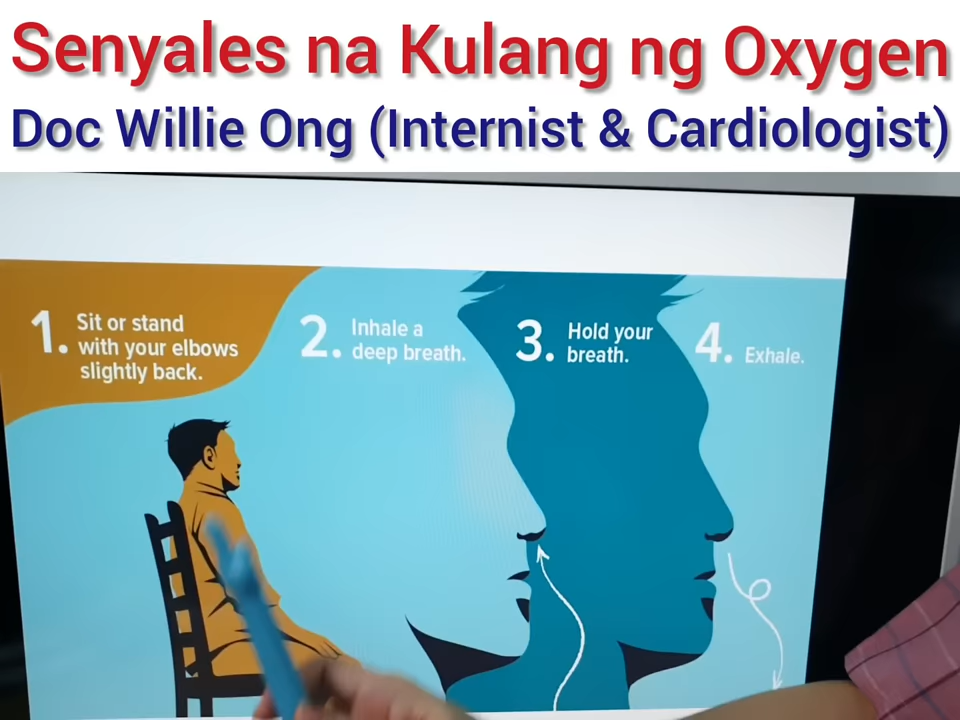 Senyales na Kulang ng Oxygen
Doc Willie Ong (Internist & Cardiologist)
1. Sit or stand
with your elbows
slightly back.
2. Inhale a
deep breath.
3. Hold your
breath.
4. Exhale.